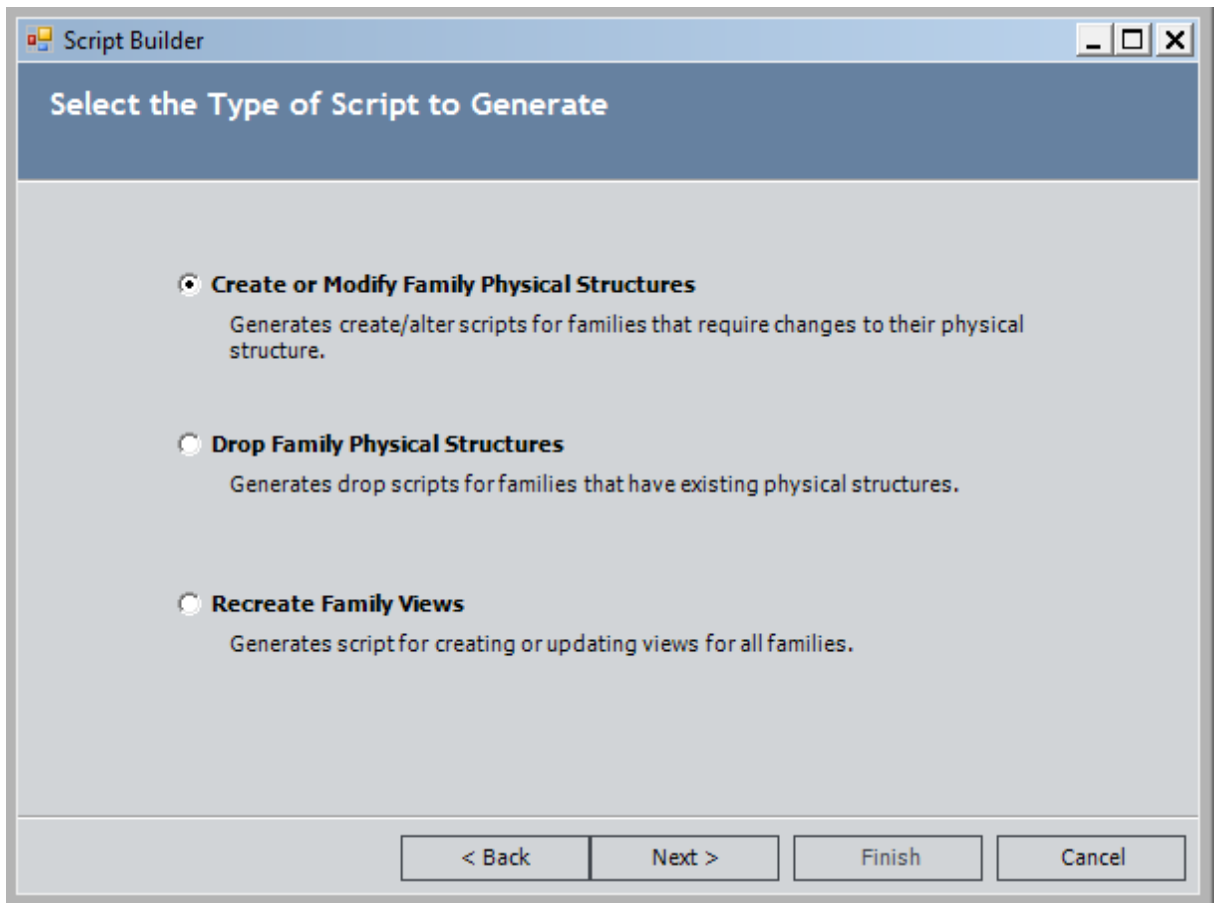 Script Builder
Select the Type of Script to Generate
Create or Modify Family Physical Structures
Generates create/alter scripts for families that require changes to their physical
structure.
Drop Family Physical Structures
Generates drop scripts for families that have existing physical structures.
Recreate Family Views
Generates script for creating or updating views for all families.
< Back Next > Finish Cancel